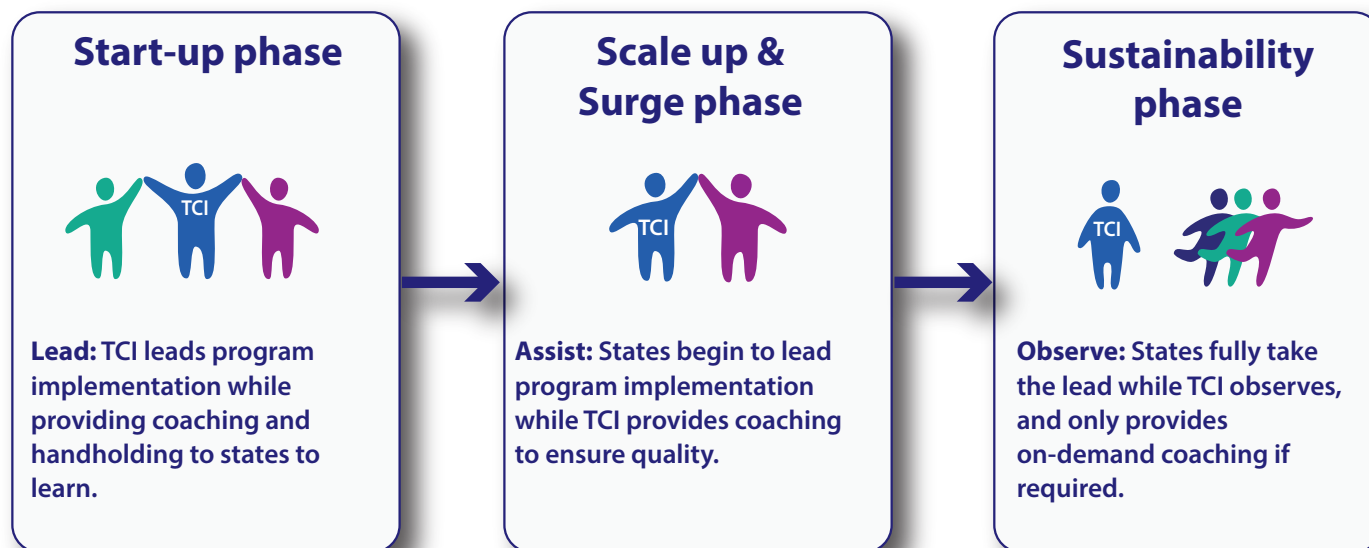 Start-up phase
TCI
Lead: TCI leads program
implementation while
providing coaching and
handholding to states to
learn.
Scale up &
Surge phase
TCI
Assist: States begin to lead
program implementation
while TCI provides coaching
to ensure quality.
Sustainability
phase
TCI
Observe: States fully take
the lead while TCI observes,
and only provides
on-demand coaching if
required.